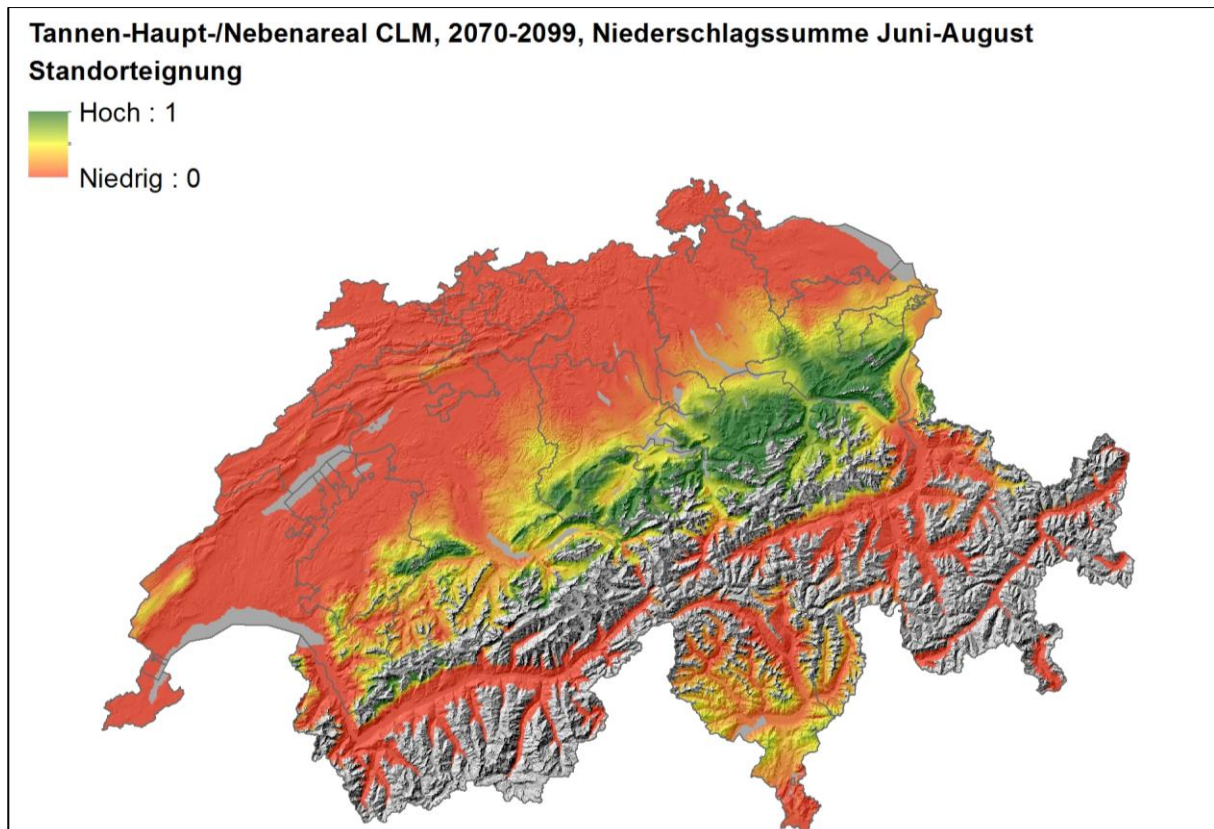 Tannen-Haupt-/Nebenareal CLM, 2070-2099, Niederschlagssumme Juni-August
Standorteignung
Hoch : 1
Niedrig : 0